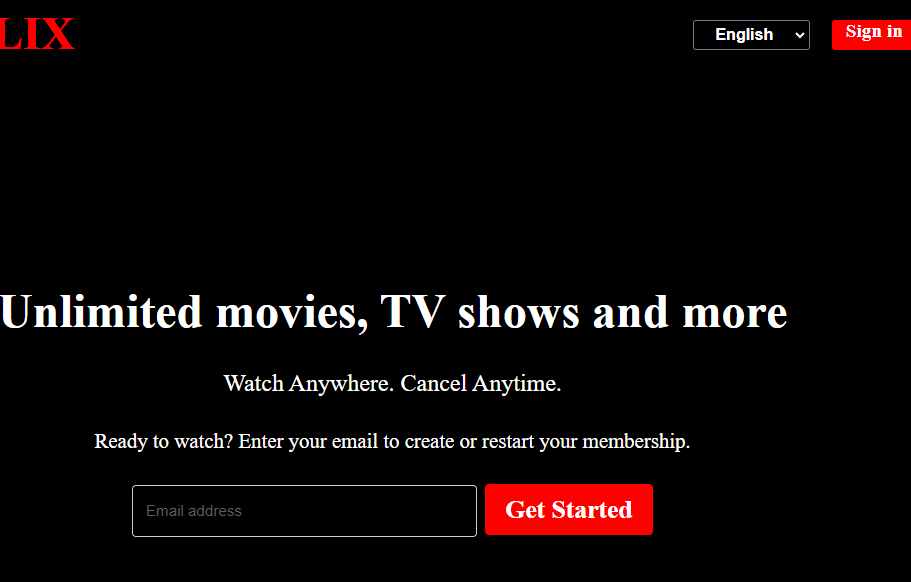 LIX
English
Sign in
Unlimited movies, TV shows and more
Watch Anywhere. Cancel Anytime.
Ready to watch? Enter your email to create or restart your membership.
Email address
Get Started